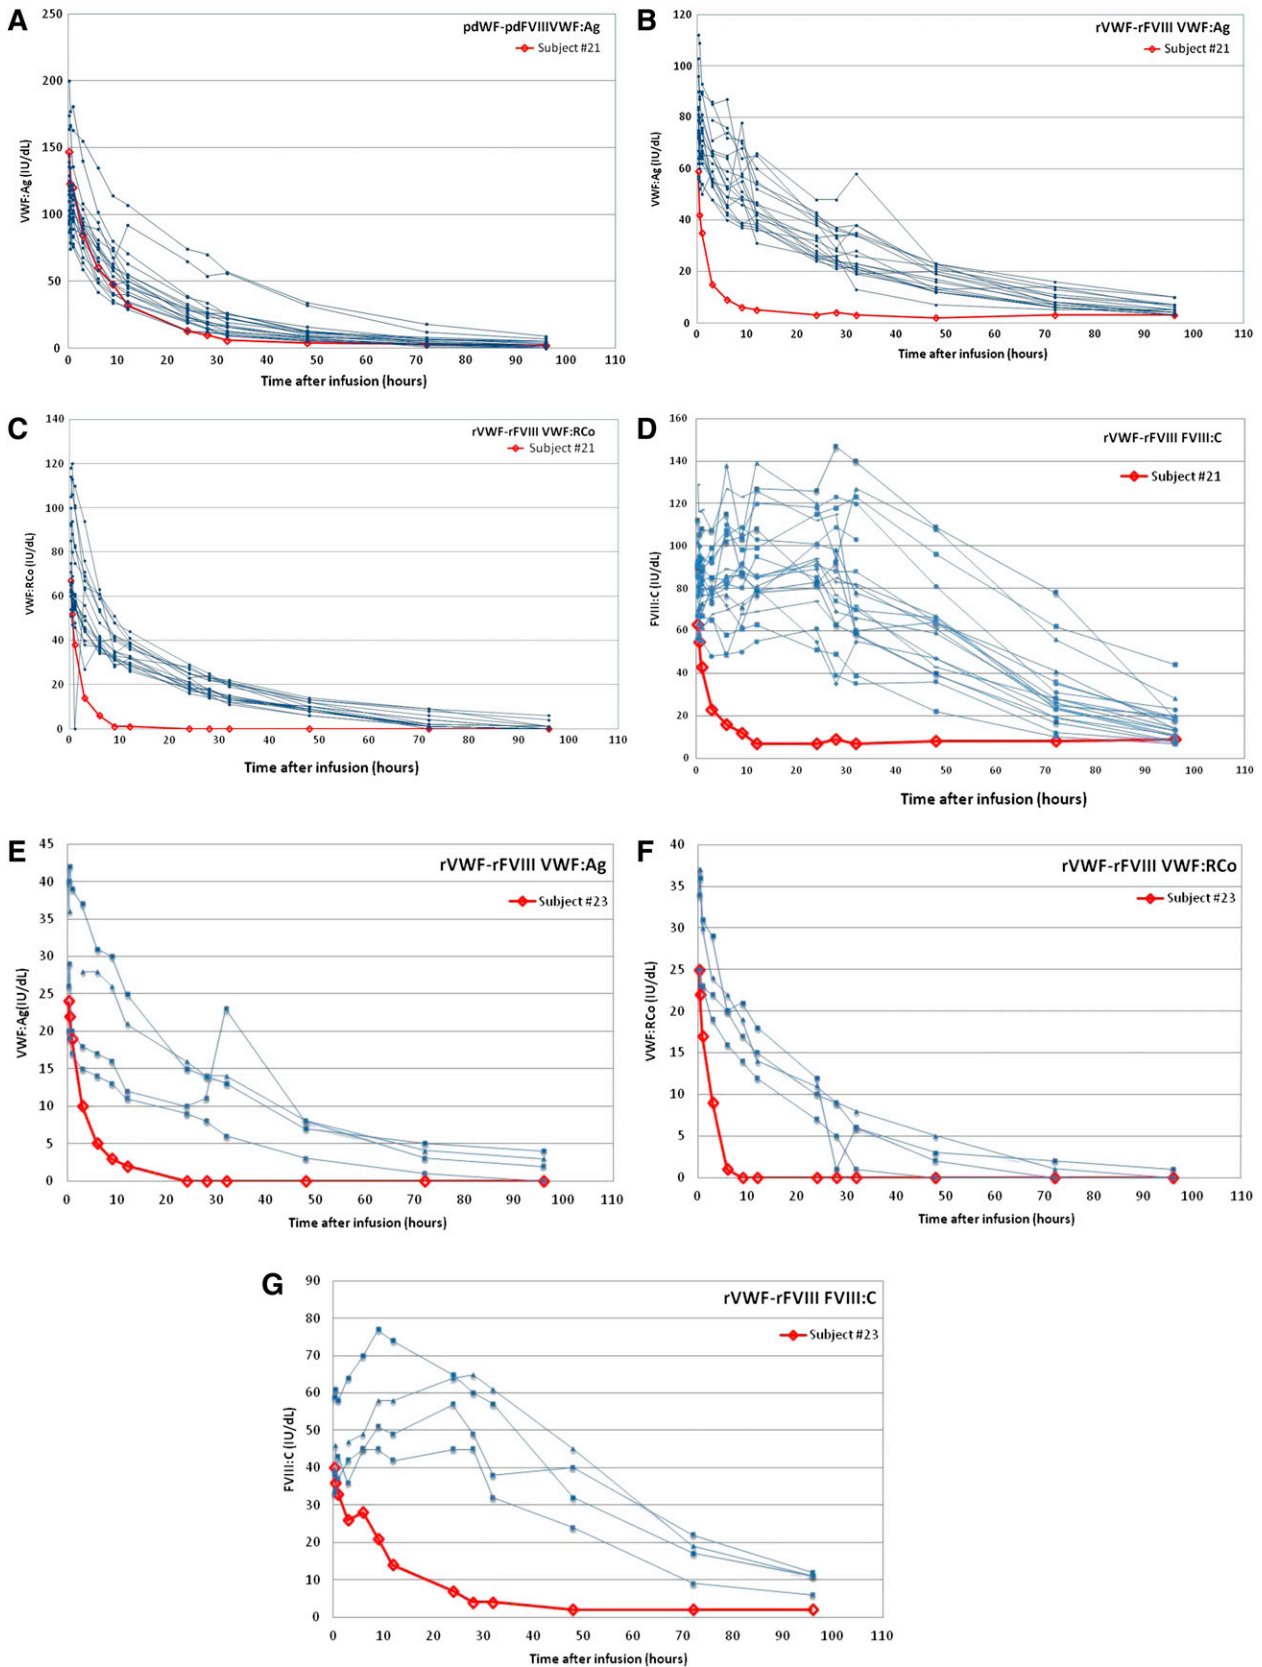 A
pdWF-pdFVIIIVWF:Ag
Subject #21
VWF:Ag (IU/dL)
250
200
150
100
50
0
0 10 20 30 40 50 60 70 80 90 100 110
Time after infusion (hours)
B
rVWF-rFVIII VWF:Ag
Subject #21
VWF:Ag (IU/dL)
120
100
80
60
40
20
0
0 10 20 30 40 50 60 70 80 90 100 110
Time after infusion (hours)
C
rVWF-rFVIII VWF:RCo
Subject #21
VWF:RCo (IU/dL)
140
120
100
80
60
40
20
0
0 10 20 30 40 50 60 70 80 90 100 110
Time after infusion (hours)
D
rVWF-rFVIII FVIII:C
Subject #21
FVIII:C (IU/dL)
160
140
120
100
80
60
40
20
0
0 10 20 30 40 50 60 70 80 90 100 110
Time after infusion (hours)
E
rVWF-rFVIII VWF:Ag
Subject #23
VWF:Ag(IU/dL)
45
40
35
30
25
20
15
10
5
0
0 10 20 30 40 50 60 70 80 90 100 110
Time after infusion (hours)
F
rVWF-rFVIII VWF:RCo
Subject #23
VWF:RCo (IU/dL)
40
35
30
25
20
15
10
5
0
0 10 20 30 40 50 60 70 80 90 100 110
Time after infusion (hours)
G
rVWF-rFVIII FVIII:C
Subject #23
FVIII:C (IU/dL)
90
80
70
60
50
40
30
20
10
0
0 10 20 30 40 50 60 70 80 90 100 110
Time after infusion (hours)